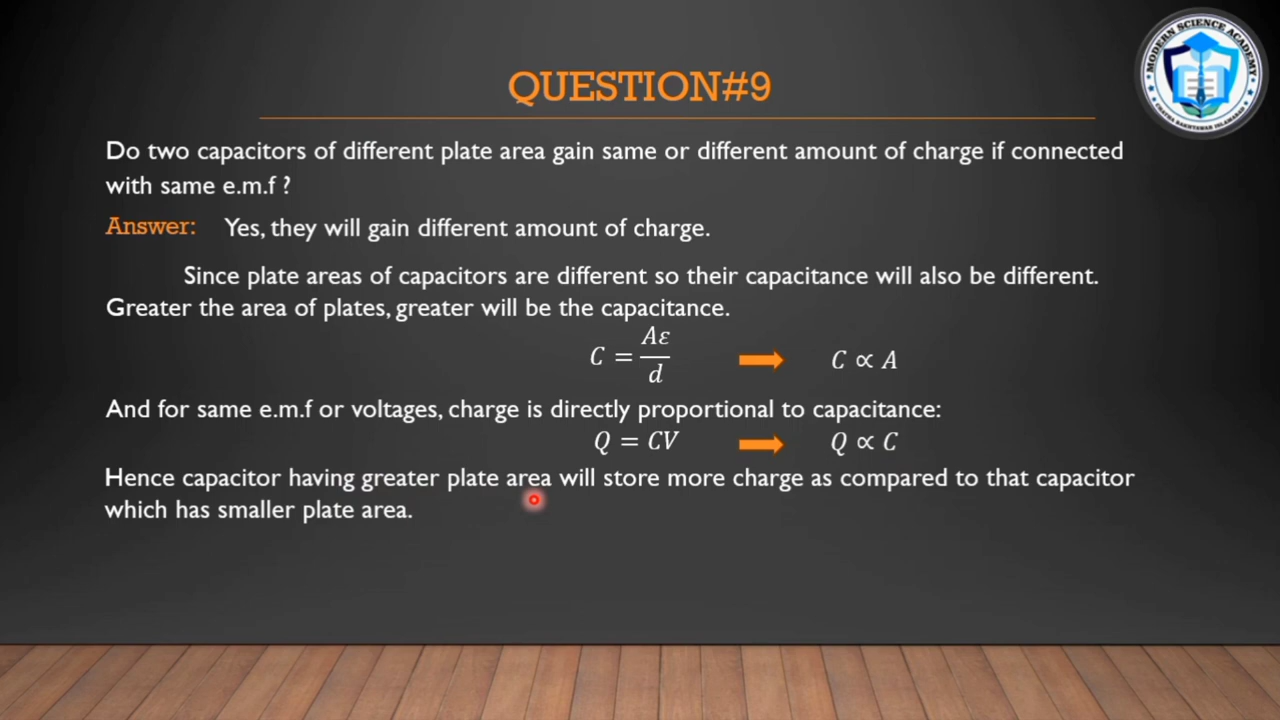 MODERN SCIENCE ACADEMY
CHATHA BAKHTAWAR ISLAMABAD
QUESTION#9
Do two capacitors of different plate area gain same or different amount of charge if connected
with same e.m.f ?
Answer: Yes, they will gain different amount of charge.
Since plate areas of capacitors are different so their capacitance will also be different.
Greater the area of plates, greater will be the capacitance.
C = Aε/d ➡ C ∝ A
And for same e.m.f or voltages, charge is directly proportional to capacitance:
Q = CV ➡ Q ∝ C
Hence capacitor having greater plate area will store more charge as compared to that capacitor
which has smaller plate area.